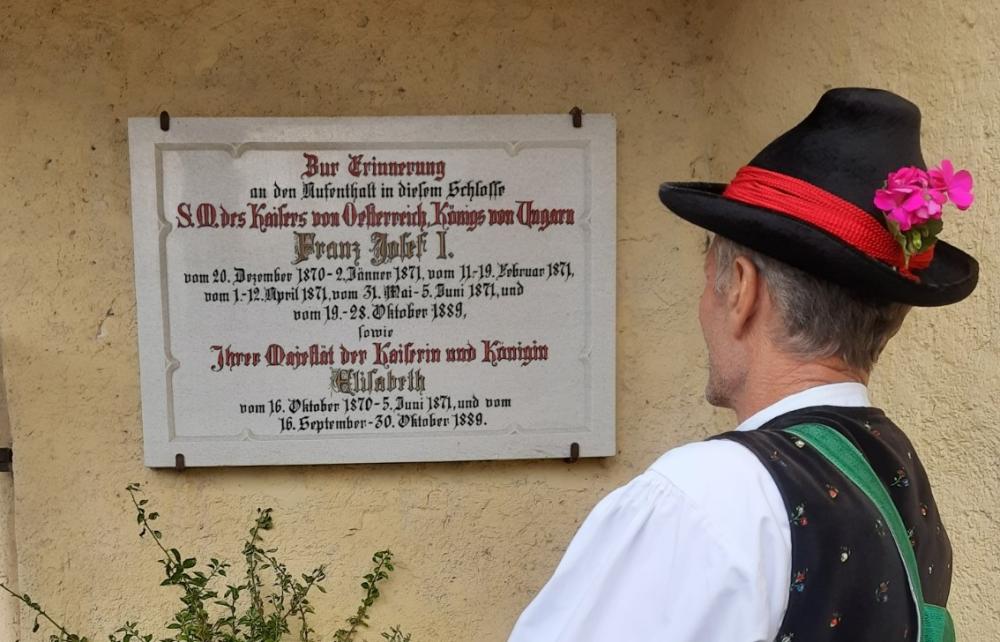 Zur Erinnerung
an den Aufenthalt in diesem Schlosse
S. M. des Kaisers von Oesterreich, Königs von Ungarn
Franz Josef I.
vom 20. Dezember 1870 - 2. Jänner 1871, vom 11.-19. Februar 1871,
vom 1.-12. April 1871, vom 31. Mai - 5. Juni 1871, und
vom 19.-28. Oktober 1889,
sowie
Ihrer Majestät der Kaiserin und Königin
Elisabeth
vom 16. Oktober 1870-5. Juni 1871, und vom
16. September-30. Oktober 1889.